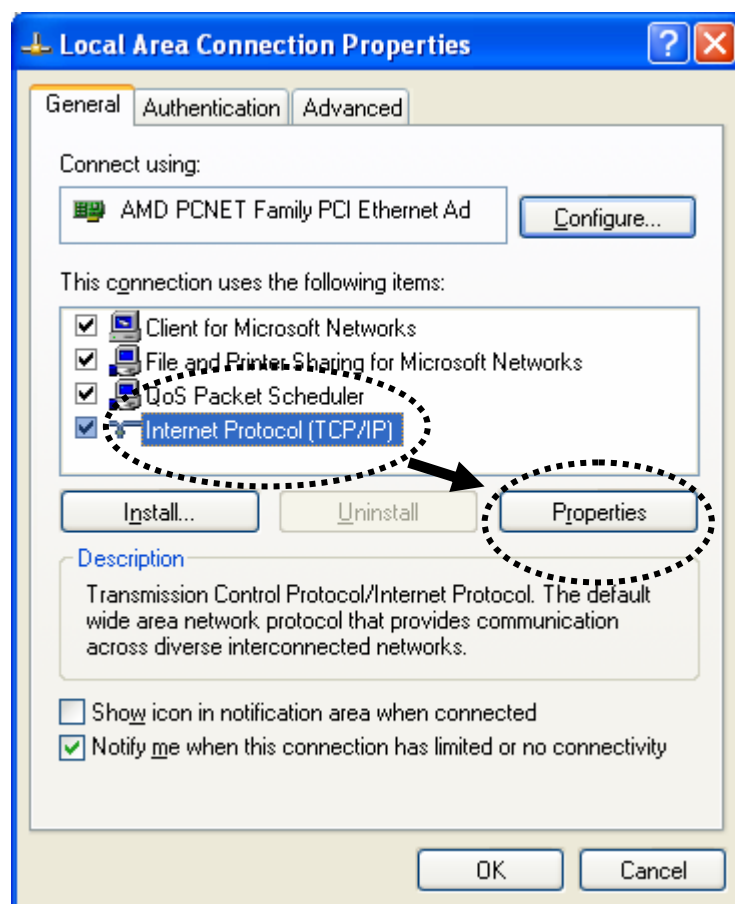 Local Area Connection Properties
General
Authentication
Advanced
Connect using:
AMD PCNET Family PCI Ethernet Ad
Configure...
This connection uses the following items:
Client for Microsoft Networks
File and Printer Sharing for Microsoft Networks
QoS Packet Scheduler
Internet Protocol (TCP/IP)
Install...
Uninstall
Properties
Description
Transmission Control Protocol/Internet Protocol. The default
wide area network protocol that provides communication
across diverse interconnected networks.
Show icon in notification area when connected
Notify me when this connection has limited or no connectivity
OK
Cancel